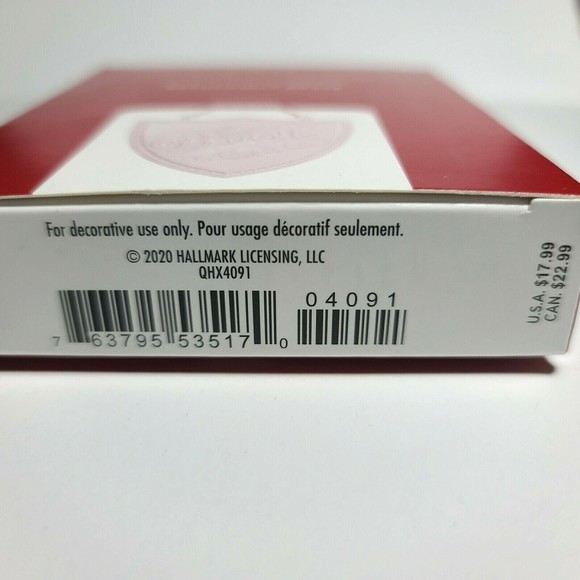 For decorative use only. Pour usage décoratif seulement.
© 2020 HALLMARK LICENSING, LLC
QHX4091
04091
7 63795 53517 0
U.S.A. $17.99
CAN. $22.99